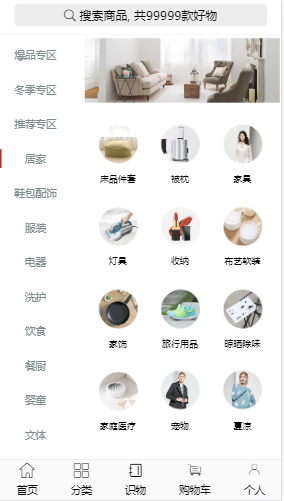 搜索商品, 共99999款好物
爆品专区
冬季专区
推荐专区
居家
鞋包配饰
服装
电器
洗护
饮食
餐厨
婴童
文体
床品件套 被枕 家具
灯具 收纳 布艺软装
家饰 旅行用品 晾晒除味
家庭医疗 宠物 夏凉
首页 分类 识物 购物车 个人